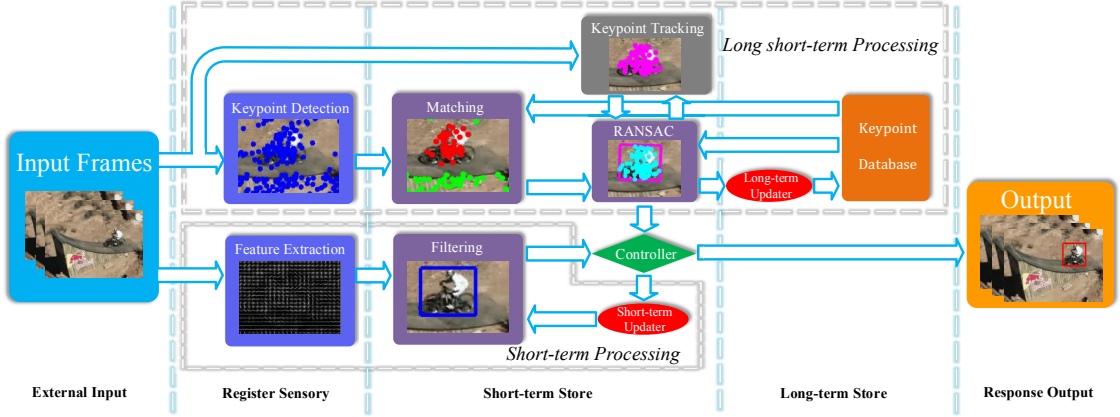 Keypoint Tracking
Long short-term Processing
Keypoint Detection
Matching
RANSAC
Keypoint
Database
Input Frames
Long-term
Updater
Output
Feature Extraction
Filtering
Controller
Short-term
Updater
Short-term Processing
External Input
Register Sensory
Short-term Store
Long-term Store
Response Output